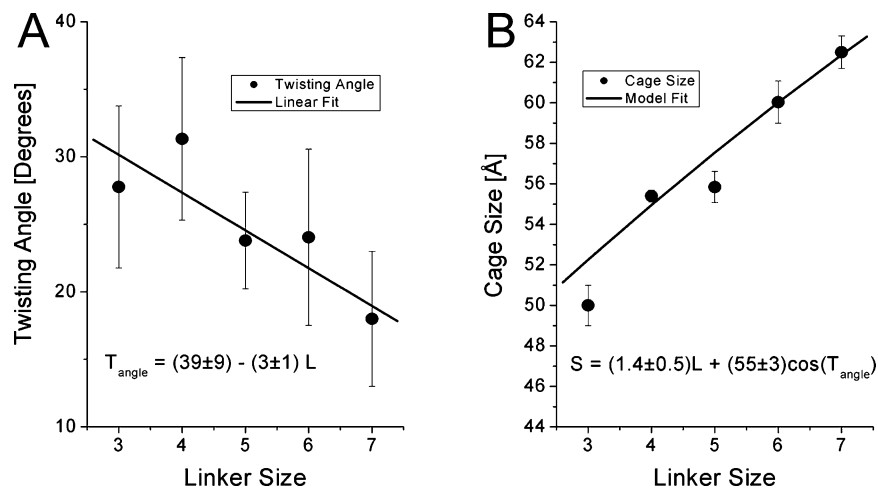 A
40
30
20
10
Twisting Angle [Degrees]
Twisting Angle
Linear Fit
T_angle = (39±9) - (3±1) L
3 4 5 6 7
Linker Size
B
64
62
60
58
56
54
52
50
48
46
44
Cage Size [Å]
Cage Size
Model Fit
S = (1.4±0.5)L + (55±3)cos(T_angle)
3 4 5 6 7
Linker Size